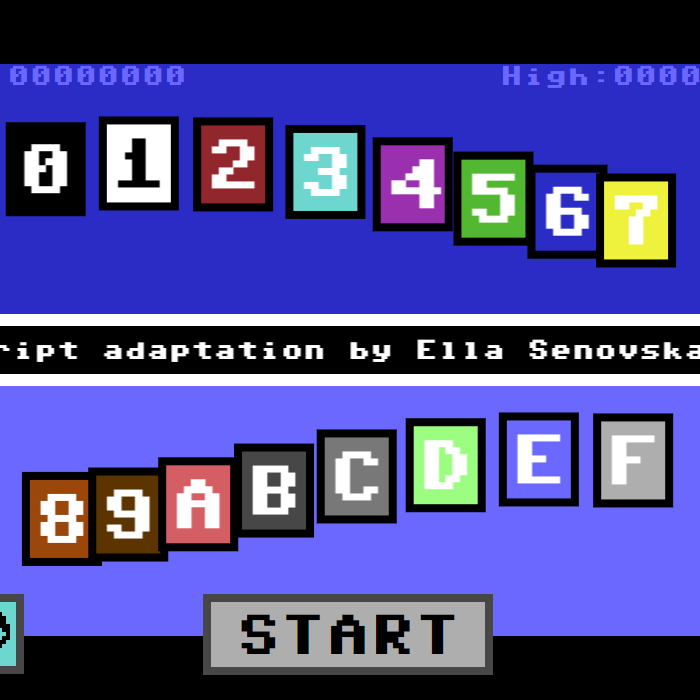 00000000 High:0000
0 1 2 3 4 5 6 7
ript adaptation by Ella Senovska
8 9 A B C D E F
START